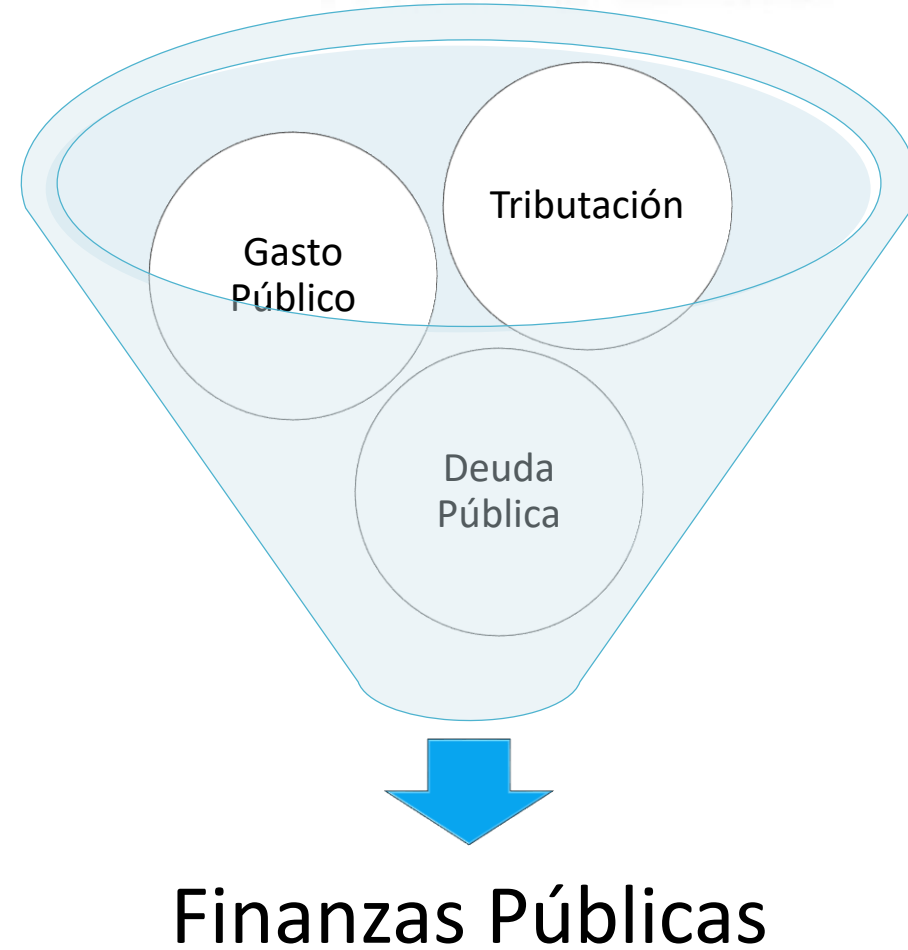 Tributación
Gasto
Público
Deuda
Pública
Finanzas Públicas